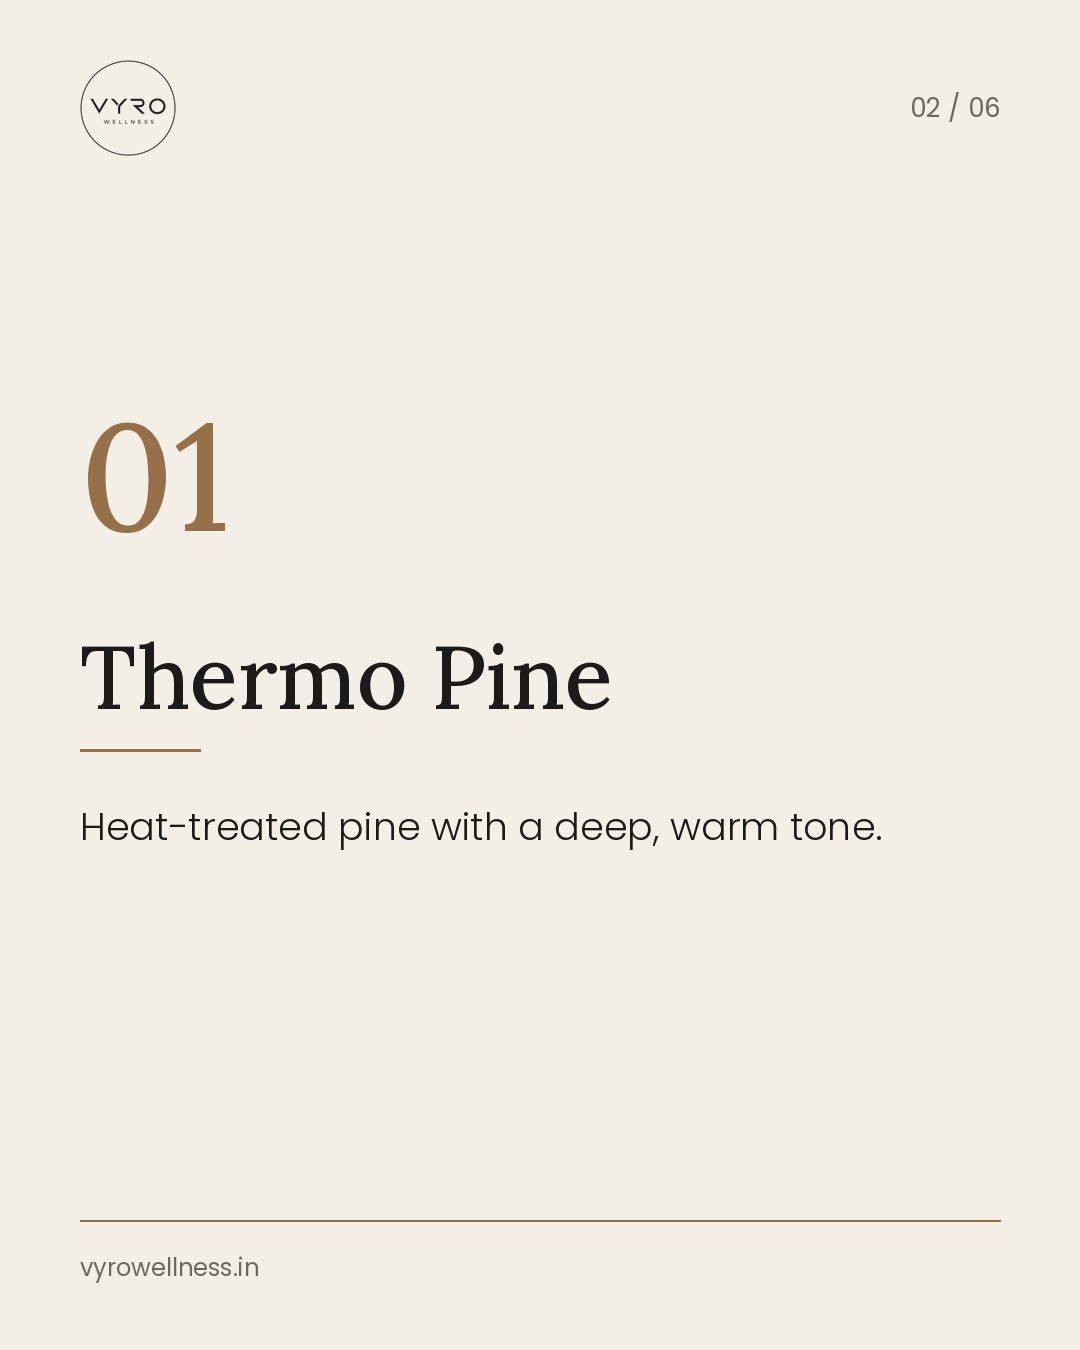 VYRO
WELLNESS
02 / 06
01
Thermo Pine
Heat-treated pine with a deep, warm tone.
vyrowellness.in